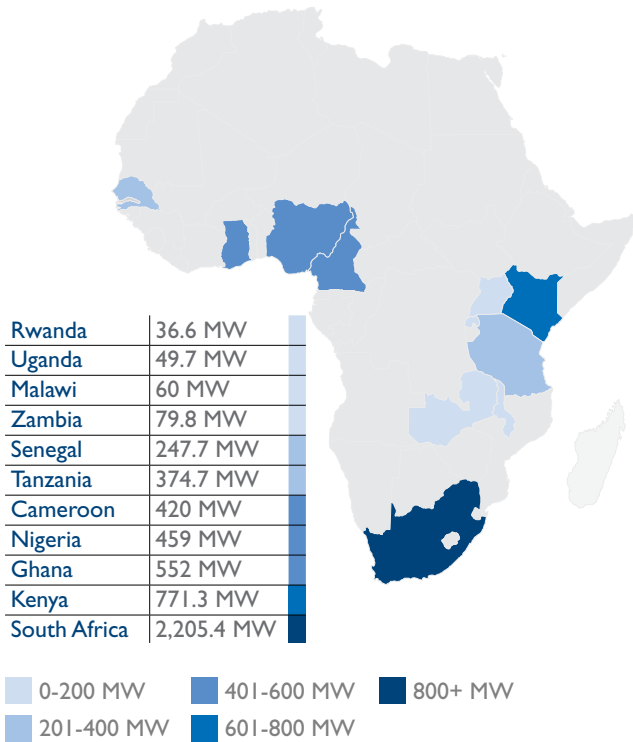 Rwanda 36.6 MW
Uganda 49.7 MW
Malawi 60 MW
Zambia 79.8 MW
Senegal 247.7 MW
Tanzania 374.7 MW
Cameroon 420 MW
Nigeria 459 MW
Ghana 552 MW
Kenya 771.3 MW
South Africa 2,205.4 MW
0-200 MW 401-600 MW 800+ MW
201-400 MW 601-800 MW